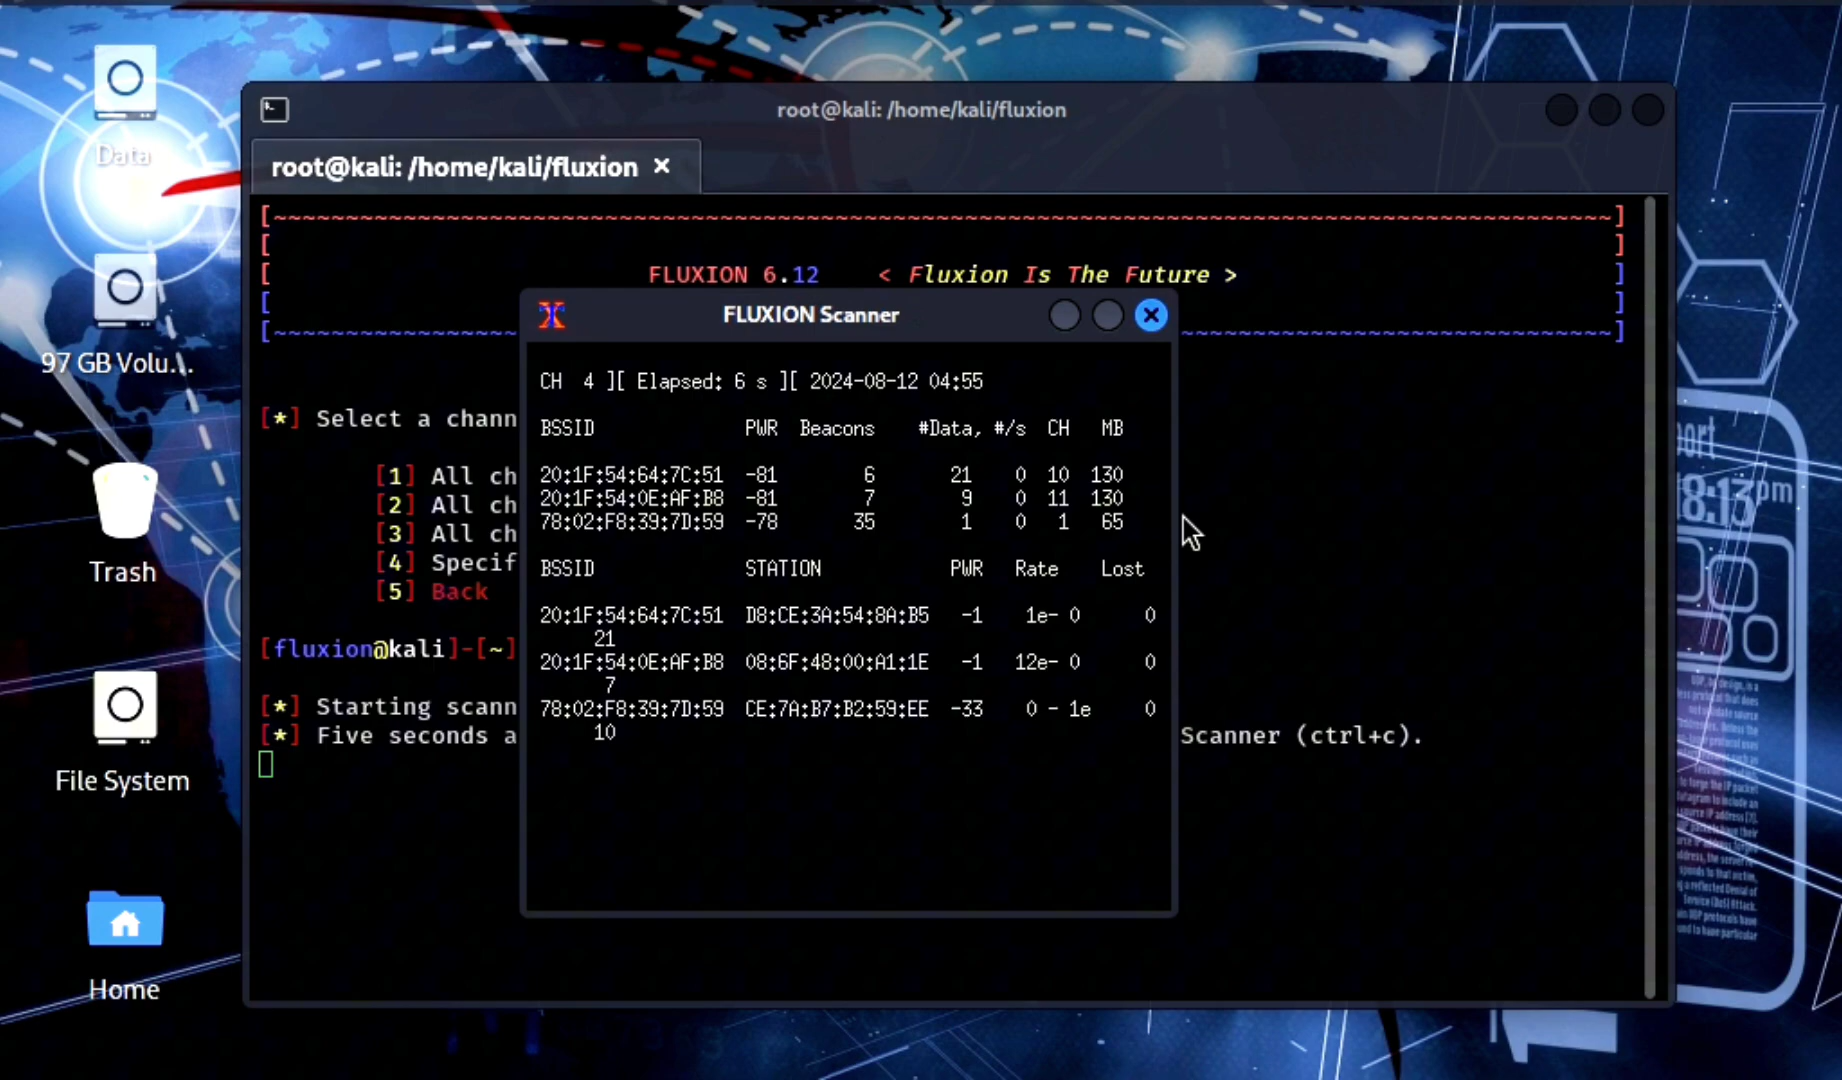 root@kali: /home/kali/fluxion
root@kali: /home/kali/fluxion ×
[~~~~~~~~~~~~~~~~~~~~~~~~~~~~~~~~~~~~~~~~~~~~~~~~~~~~~~~~~~~~~~~~~~~~~~~~~~~~~~~~~~~~~~~~~~~~~]
[ ]
[ FLUXION 6.12 < Fluxion Is The Future > ]
[ ]
[~~~~~~~~~~~~~~~~~ ~~~~~~~~~~~~~~~~~~~~~~~~~~~~~~]
[*] Select a chann
[1] All ch
[2] All ch
[3] All ch
[4] Specif
[5] Back
[fluxion@kali]-[~]
[*] Starting scann
[*] Five seconds a
Scanner (ctrl+c).
FLUXION Scanner
CH 4 ][ Elapsed: 6 s ][ 2024-08-12 04:55
BSSID PWR Beacons #Data, #/s CH MB
20:1F:54:64:7C:51 -81 6 21 0 10 130
20:1F:54:0E:AF:B8 -81 7 9 0 11 130
78:02:F8:39:7D:59 -78 35 1 0 1 65
BSSID STATION PWR Rate Lost
20:1F:54:64:7C:51 D8:CE:3A:54:8A:B5 -1 1e- 0 0
21
20:1F:54:0E:AF:B8 08:6F:48:00:A1:1E -1 12e- 0 0
7
78:02:F8:39:7D:59 CE:7A:B7:B2:59:EE -33 0 - 1e 0
10
Data
97 GB Volu...
Trash
File System
Home
ort
8:13pm